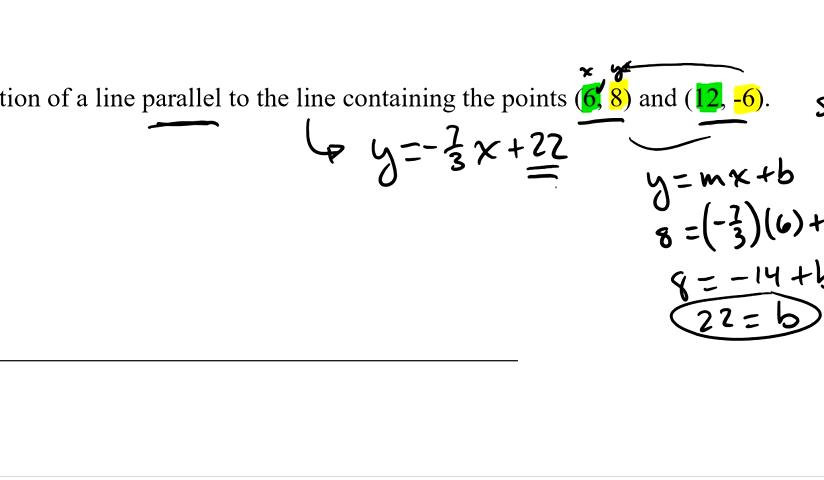 x y
tion of a line parallel to the line containing the points (6, 8) and (12, -6).
y = -7/3 x + 22
y = mx + b
8 = (-7/3)(6) +
8 = -14 + b
22 = b